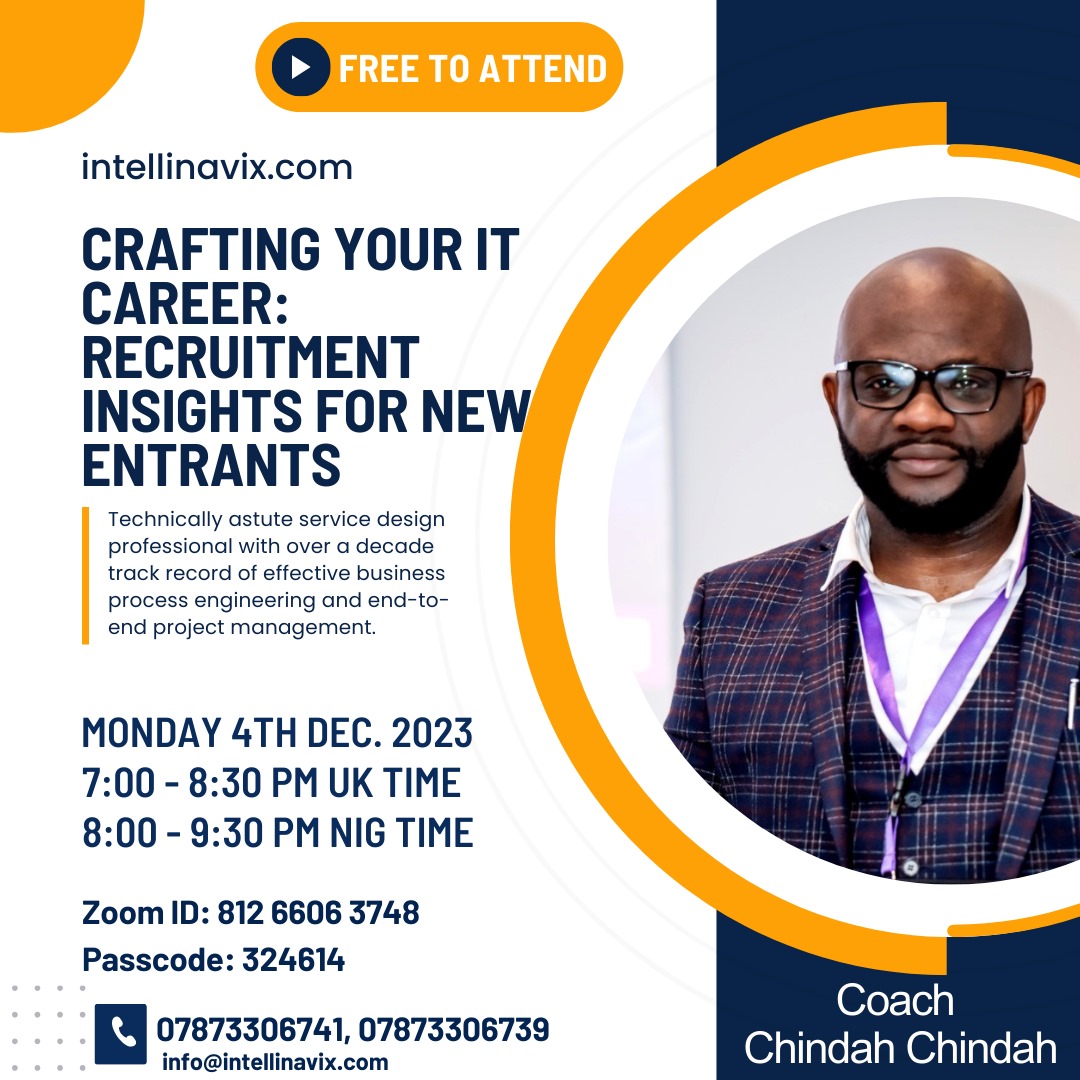 FREE TO ATTEND
intellinavix.com
CRAFTING YOUR IT
CAREER:
RECRUITMENT
INSIGHTS FOR NEW
ENTRANTS
Technically astute service design
professional with over a decade
track record of effective business
process engineering and end-to-
end project management.
MONDAY 4TH DEC. 2023
7:00 - 8:30 PM UK TIME
8:00 - 9:30 PM NIG TIME
Zoom ID: 812 6606 3748
Passcode: 324614
07873306741, 07873306739
info@intellinavix.com
Coach
Chindah Chindah